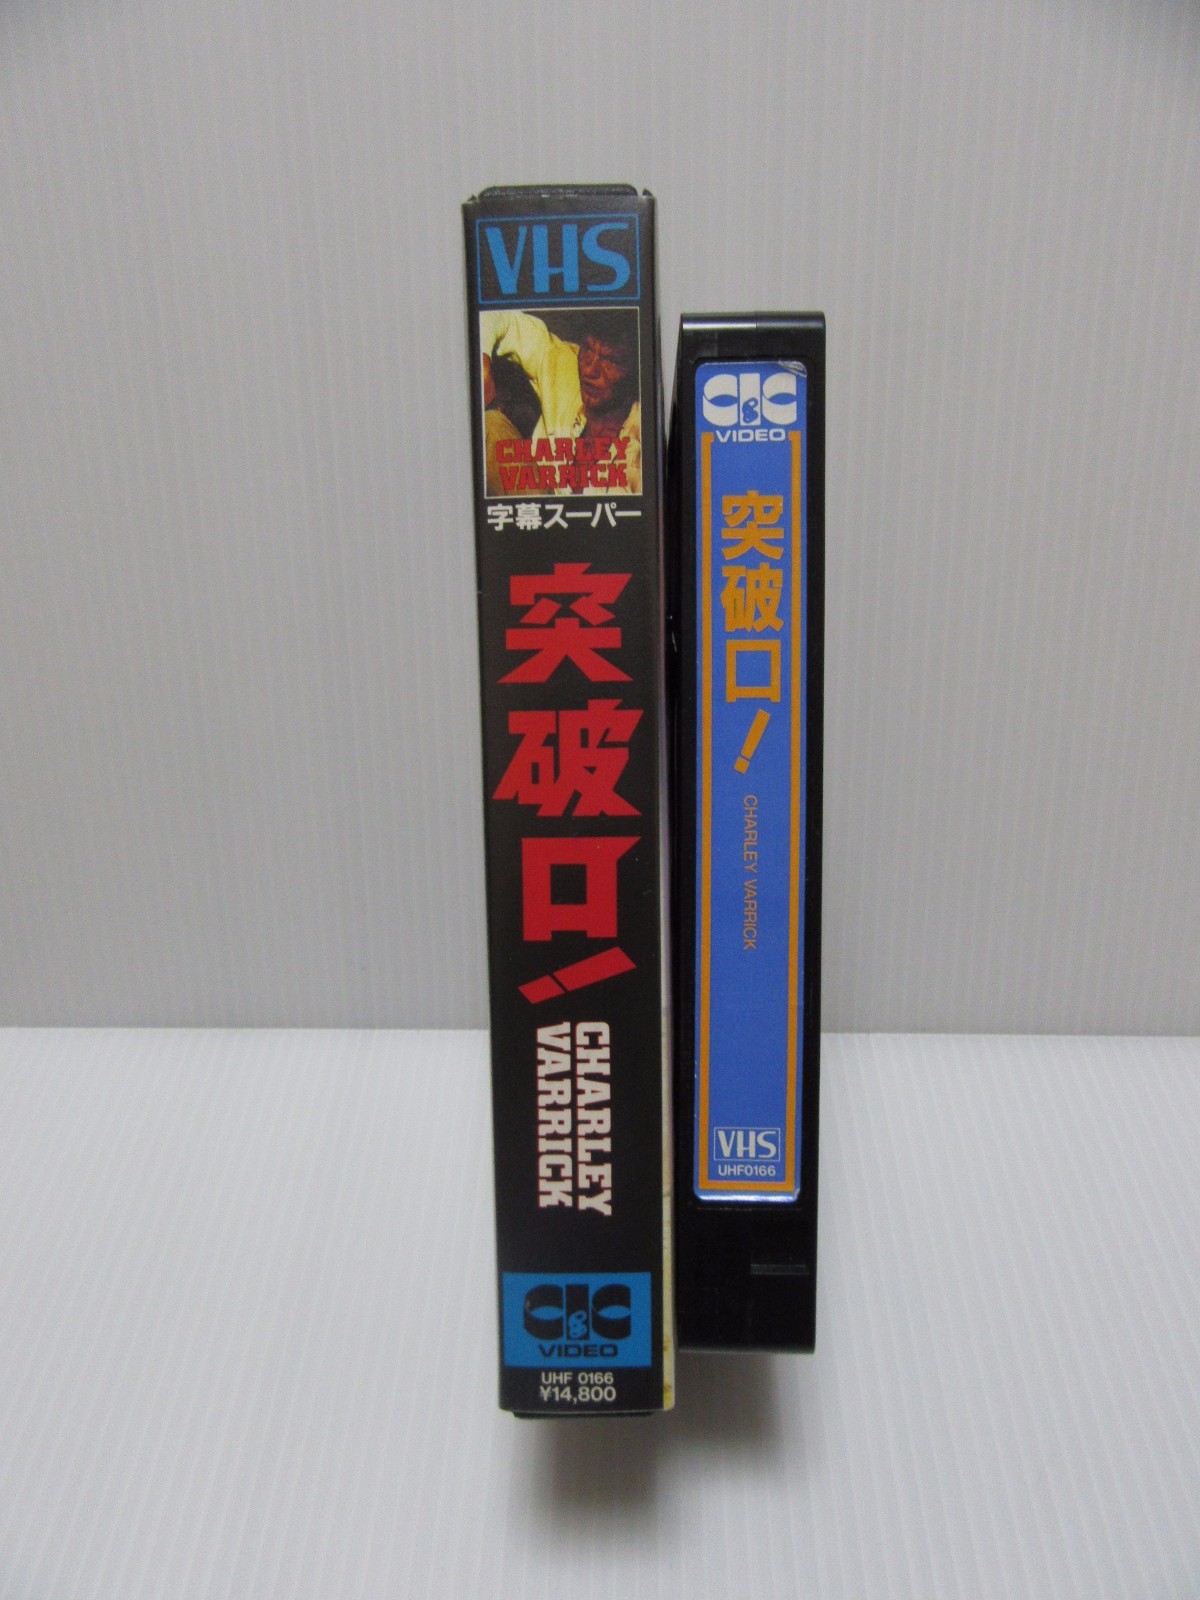 VHS
CHARLEY
VARRICK
字幕スーパー
突破口!
CHARLEY
VARRICK
CIC
VIDEO
UHF 0166
¥14,800
CIC
VIDEO
突破口!
CHARLEY VARRICK
VHS
UHF0166